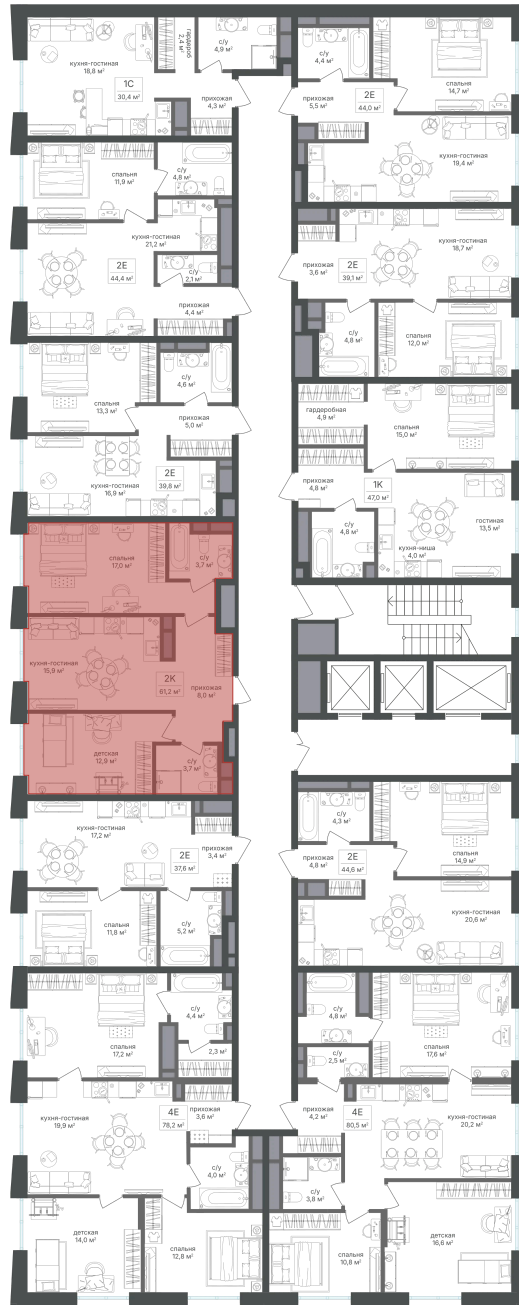 кухня-гостиная
18,8 м²
гардероб
2,4 м²
с/у
4,9 м²
1С
30,4 м²
прихожая
4,3 м²
с/у
4,4 м²
спальня
14,7 м²
прихожая
5,5 м²
2Е
44,0 м²
кухня-гостиная
19,4 м²
спальня
11,9 м²
с/у
4,8 м²
кухня-гостиная
21,2 м²
2Е
44,4 м²
с/у
2,1 м²
прихожая
4,4 м²
кухня-гостиная
18,7 м²
прихожая
3,6 м²
2Е
39,1 м²
с/у
4,8 м²
спальня
12,0 м²
спальня
13,3 м²
с/у
4,6 м²
прихожая
5,0 м²
2Е
39,8 м²
кухня-гостиная
16,9 м²
гардеробная
4,9 м²
спальня
15,0 м²
прихожая
4,8 м²
1К
47,0 м²
с/у
4,8 м²
гостиная
13,5 м²
кухня-ниша
4,0 м²
спальня
17,0 м²
с/у
3,7 м²
кухня-гостиная
15,9 м²
2К
61,2 м²
прихожая
8,0 м²
детская
12,9 м²
с/у
3,7 м²
кухня-гостиная
17,2 м²
2Е
37,6 м²
прихожая
3,4 м²
спальня
11,8 м²
с/у
5,2 м²
с/у
4,3 м²
прихожая
4,8 м²
2Е
44,6 м²
спальня
14,9 м²
кухня-гостиная
20,6 м²
спальня
17,2 м²
с/у
4,4 м²
2,3 м²
с/у
4,8 м²
с/у
2,5 м²
спальня
17,6 м²
кухня-гостиная
19,9 м²
4Е
78,2 м²
прихожая
3,6 м²
с/у
4,0 м²
детская
14,0 м²
спальня
12,8 м²
прихожая
4,2 м²
4Е
80,5 м²
кухня-гостиная
20,2 м²
с/у
3,8 м²
спальня
10,8 м²
детская
16,6 м²